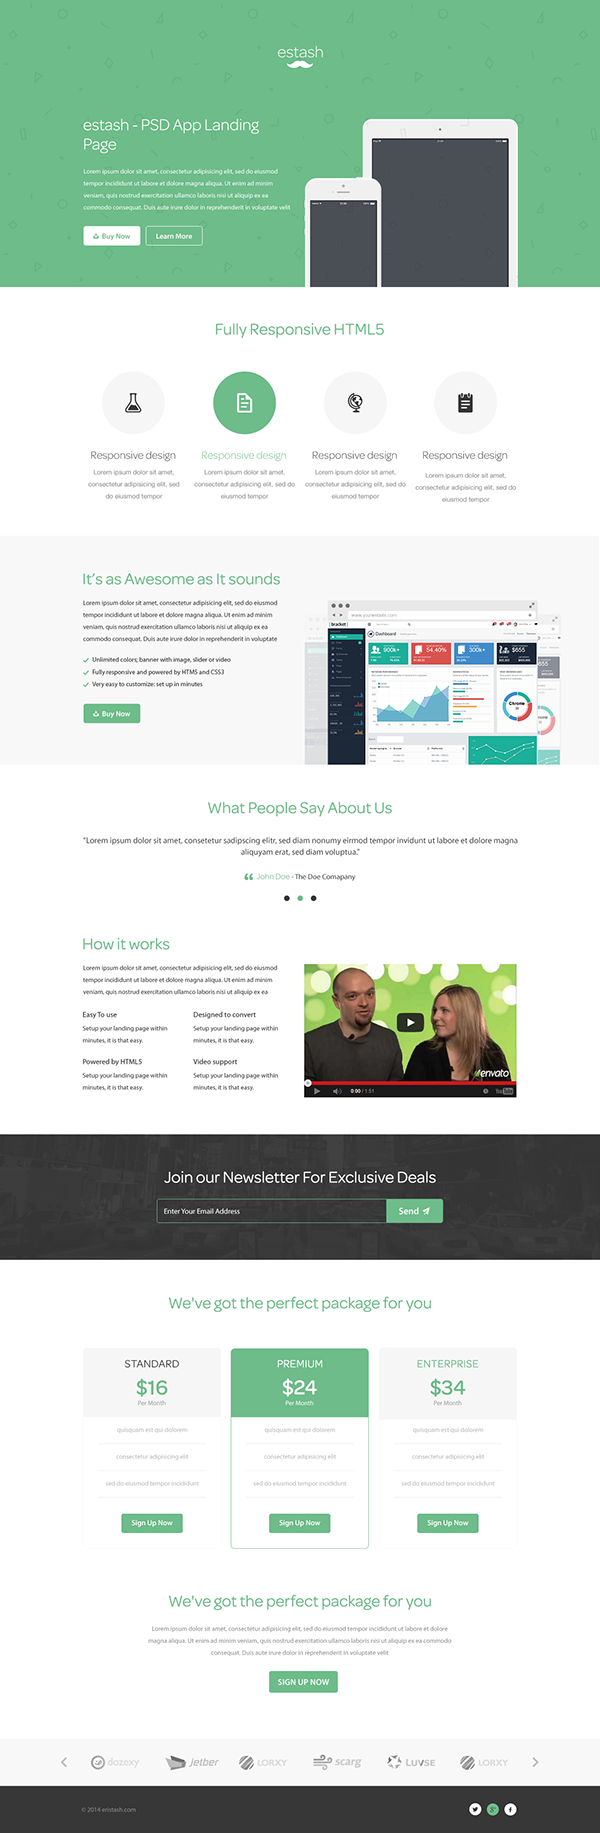 estash
estash - PSD App Landing
Page
Lorem ipsum dolor sit amet, consectetur adipisicing elit, sed do eiusmod
tempor incididunt ut labore et dolore magna aliqua. Ut enim ad minim
veniam, quis nostrud exercitation ullamco laboris nisi ut aliquip ex ea
commodo consequat. Duis aute irure dolor in reprehenderit in voluptate velit
Buy Now
Learn More
Fully Responsive HTML5
Responsive design
Lorem ipsum dolor sit amet,
consectetur adipisicing elit, sed
do eiusmod tempor
Responsive design
Lorem ipsum dolor sit amet,
consectetur adipisicing elit, sed do
eiusmod tempor
Responsive design
Lorem ipsum dolor sit amet,
consectetur adipisicing elit, sed do
eiusmod tempor
Responsive design
Lorem ipsum dolor sit amet,
consectetur adipisicing elit, sed do
eiusmod tempor
It's as Awesome as It sounds
Lorem ipsum dolor sit amet, consectetur adipisicing elit, sed do eiusmod
tempor incididunt ut labore et dolore magna aliqua. Ut enim ad minim
veniam, quis nostrud exercitation ullamco laboris nisi ut aliquip ex ea
commodo consequat. Duis aute irure dolor in reprehenderit in voluptate
Unlimited colors; banner with image, slider or video
Fully responsive and powered by HTM5 and CSS3
Very easy to customize: set up in minutes
Buy Now
bracket
Dashboard
900k+
54.40%
300k+
$655
Chrome
What People Say About Us
"Lorem ipsum dolor sit amet, consetetur sadipscing elitr, sed diam nonumy eirmod tempor invidunt ut labore et dolore magna
aliquyam erat, sed diam voluptua."
John Doe - The Doe Comapany
How it works
Lorem ipsum dolor sit amet, consectetur adipisicing elit, sed do eiusmod
tempor incididunt ut labore et dolore magna aliqua. Ut enim ad minim
veniam, quis nostrud exercitation ullamco laboris nisi ut aliquip ex ea
Easy To use
Setup your landing page within
minutes, it is that easy.
Designed to convert
Setup your landing page within
minutes, it is that easy.
Powered by HTML5
Setup your landing page within
minutes, it is that easy.
Video support
Setup your landing page within
minutes, it is that easy.
envato
0:00 / 1:51
YouTube
Join our Newsletter For Exclusive Deals
Enter Your Email Address
Send
We've got the perfect package for you
STANDARD
$16
Per Month
quisquam est qui dolorem
consectetur adipisicing elit
sed do eiusmod tempor incididunt
Sign Up Now
PREMIUM
$24
Per Month
quisquam est qui dolorem
consectetur adipisicing elit
sed do eiusmod tempor incididunt
Sign Up Now
ENTERPRISE
$34
Per Month
quisquam est qui dolorem
consectetur adipisicing elit
sed do eiusmod tempor incididunt
Sign Up Now
We've got the perfect package for you
Lorem ipsum dolor sit amet, consectetur adipisicing elit, sed do eiusmod
tempor incididunt ut labore et dolore magna aliqua. Ut enim ad minim veniam, quis nostrud exercitation ullamco laboris nisi ut aliquip ex ea commodo
consequat. Duis aute irure dolor in reprehenderit in voluptate velit
SIGN UP NOW
dozexy
jetber
LORXY
scarg
LUVSE
LORXY
© 2014 eristash.com